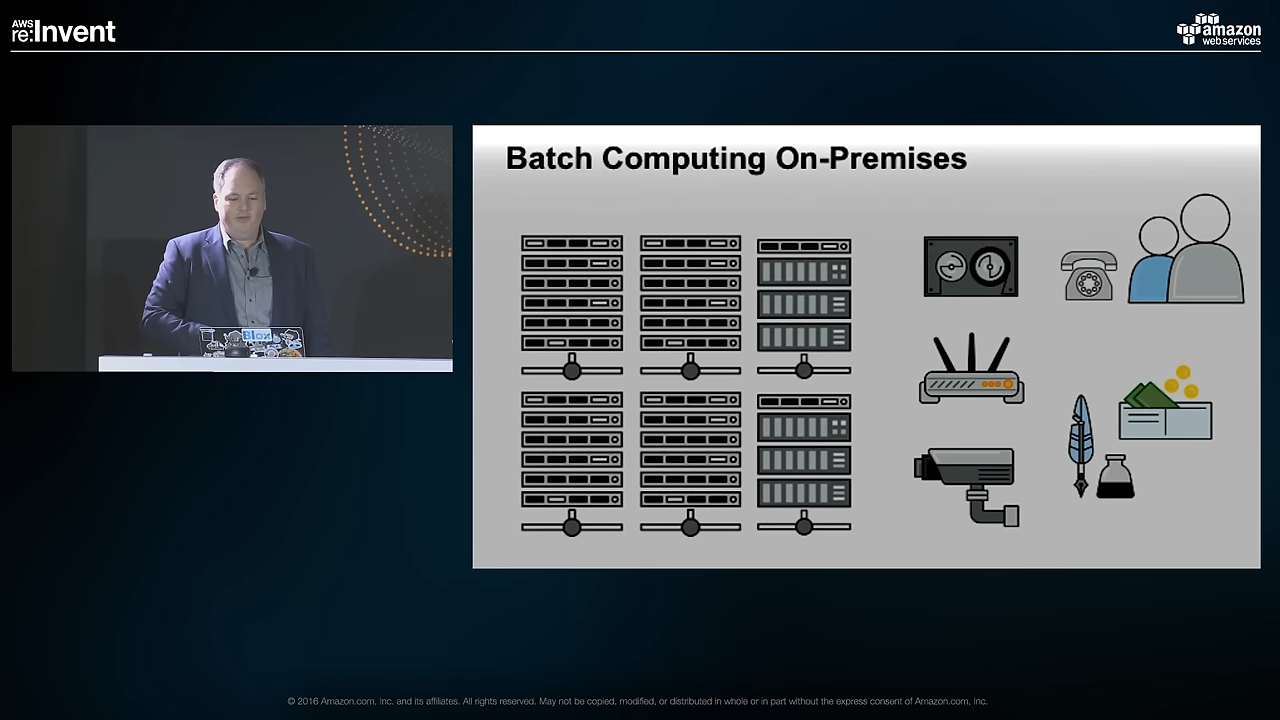 AWS
re:Invent
amazon
web services
Batch Computing On-Premises
Blox
© 2016 Amazon.com, Inc. and its affiliates. All rights reserved. May not be copied, modified, or distributed in whole or in part without the express consent of Amazon.com, Inc.